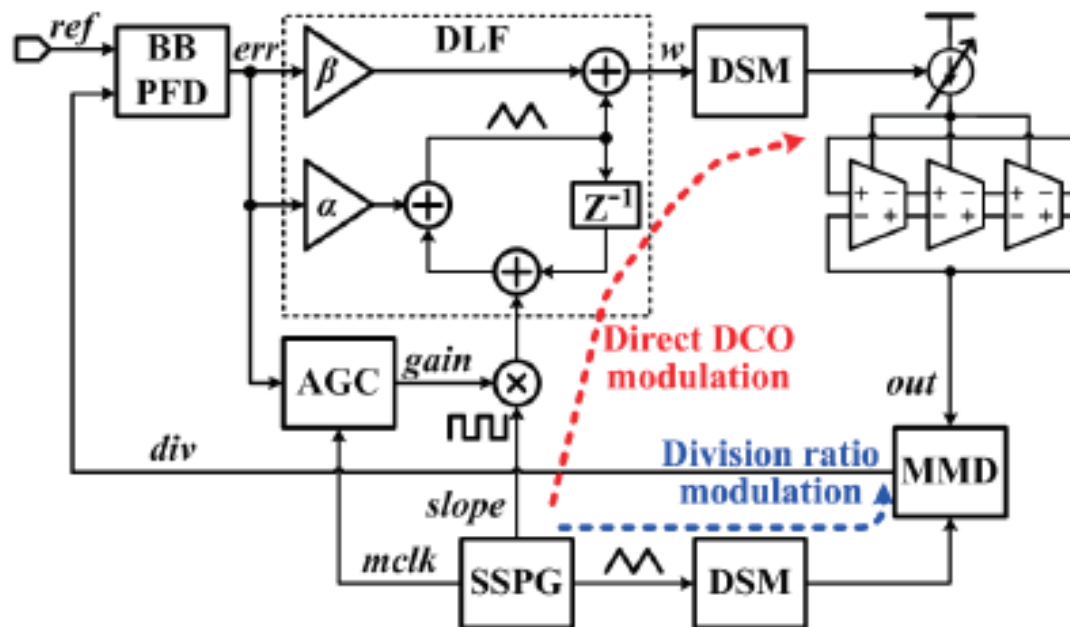 ref
BB
PFD
err
DLF
β
w
DSM
α
Z⁻¹
+ + +
− − −
− − −
+ + +
Direct DCO
modulation
AGC
gain
out
div
Division ratio
modulation
MMD
slope
mclk
SSPG
DSM